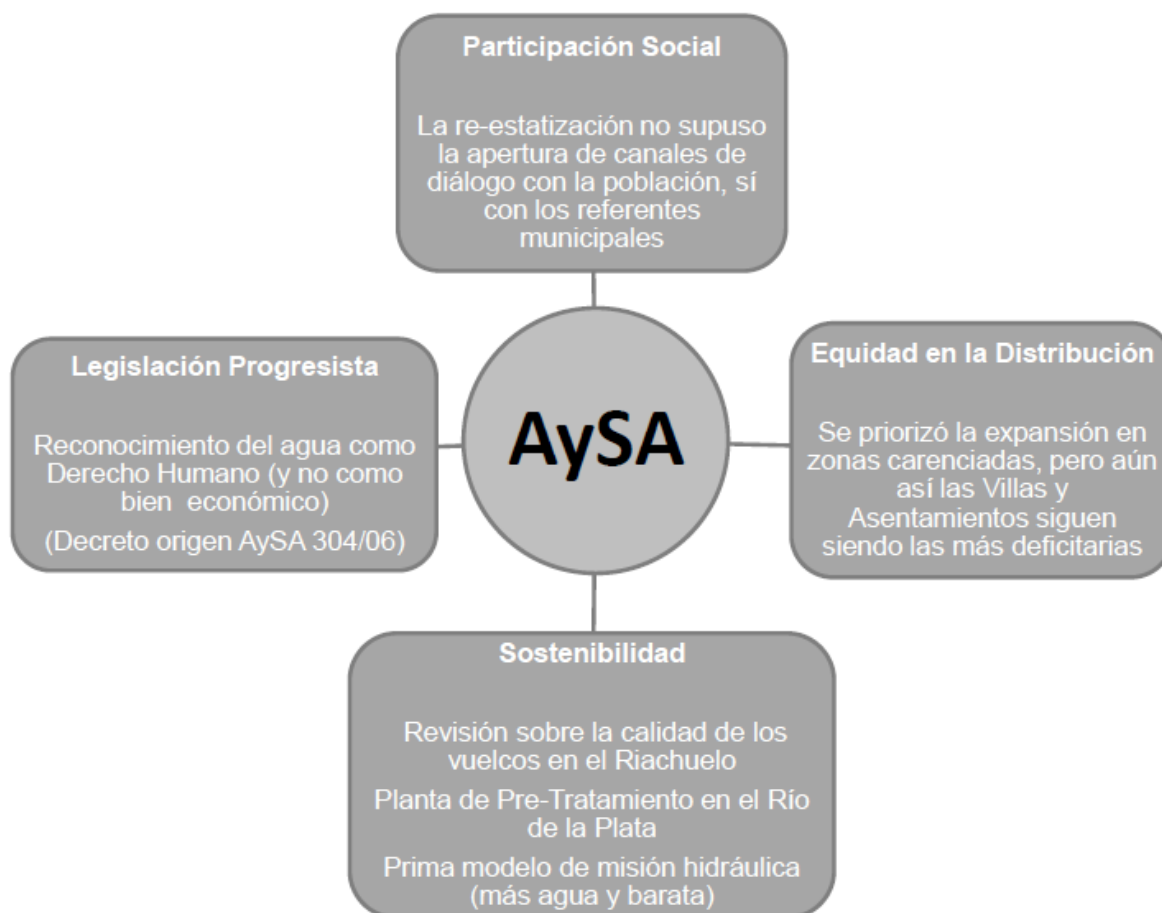 Participación Social
La re-estatización no supuso
la apertura de canales de
diálogo con la población, sí
con los referentes
municipales
Legislación Progresista
Reconocimiento del agua como
Derecho Humano (y no como
bien económico)
(Decreto origen AySA 304/06)
AySA
Equidad en la Distribución
Se priorizó la expansión en
zonas carenciadas, pero aún
así las Villas y
Asentamientos siguen
siendo las más deficitarias
Sostenibilidad
Revisión sobre la calidad de los
vuelcos en el Riachuelo
Planta de Pre-Tratamiento en el Río
de la Plata
Prima modelo de misión hidráulica
(más agua y barata)